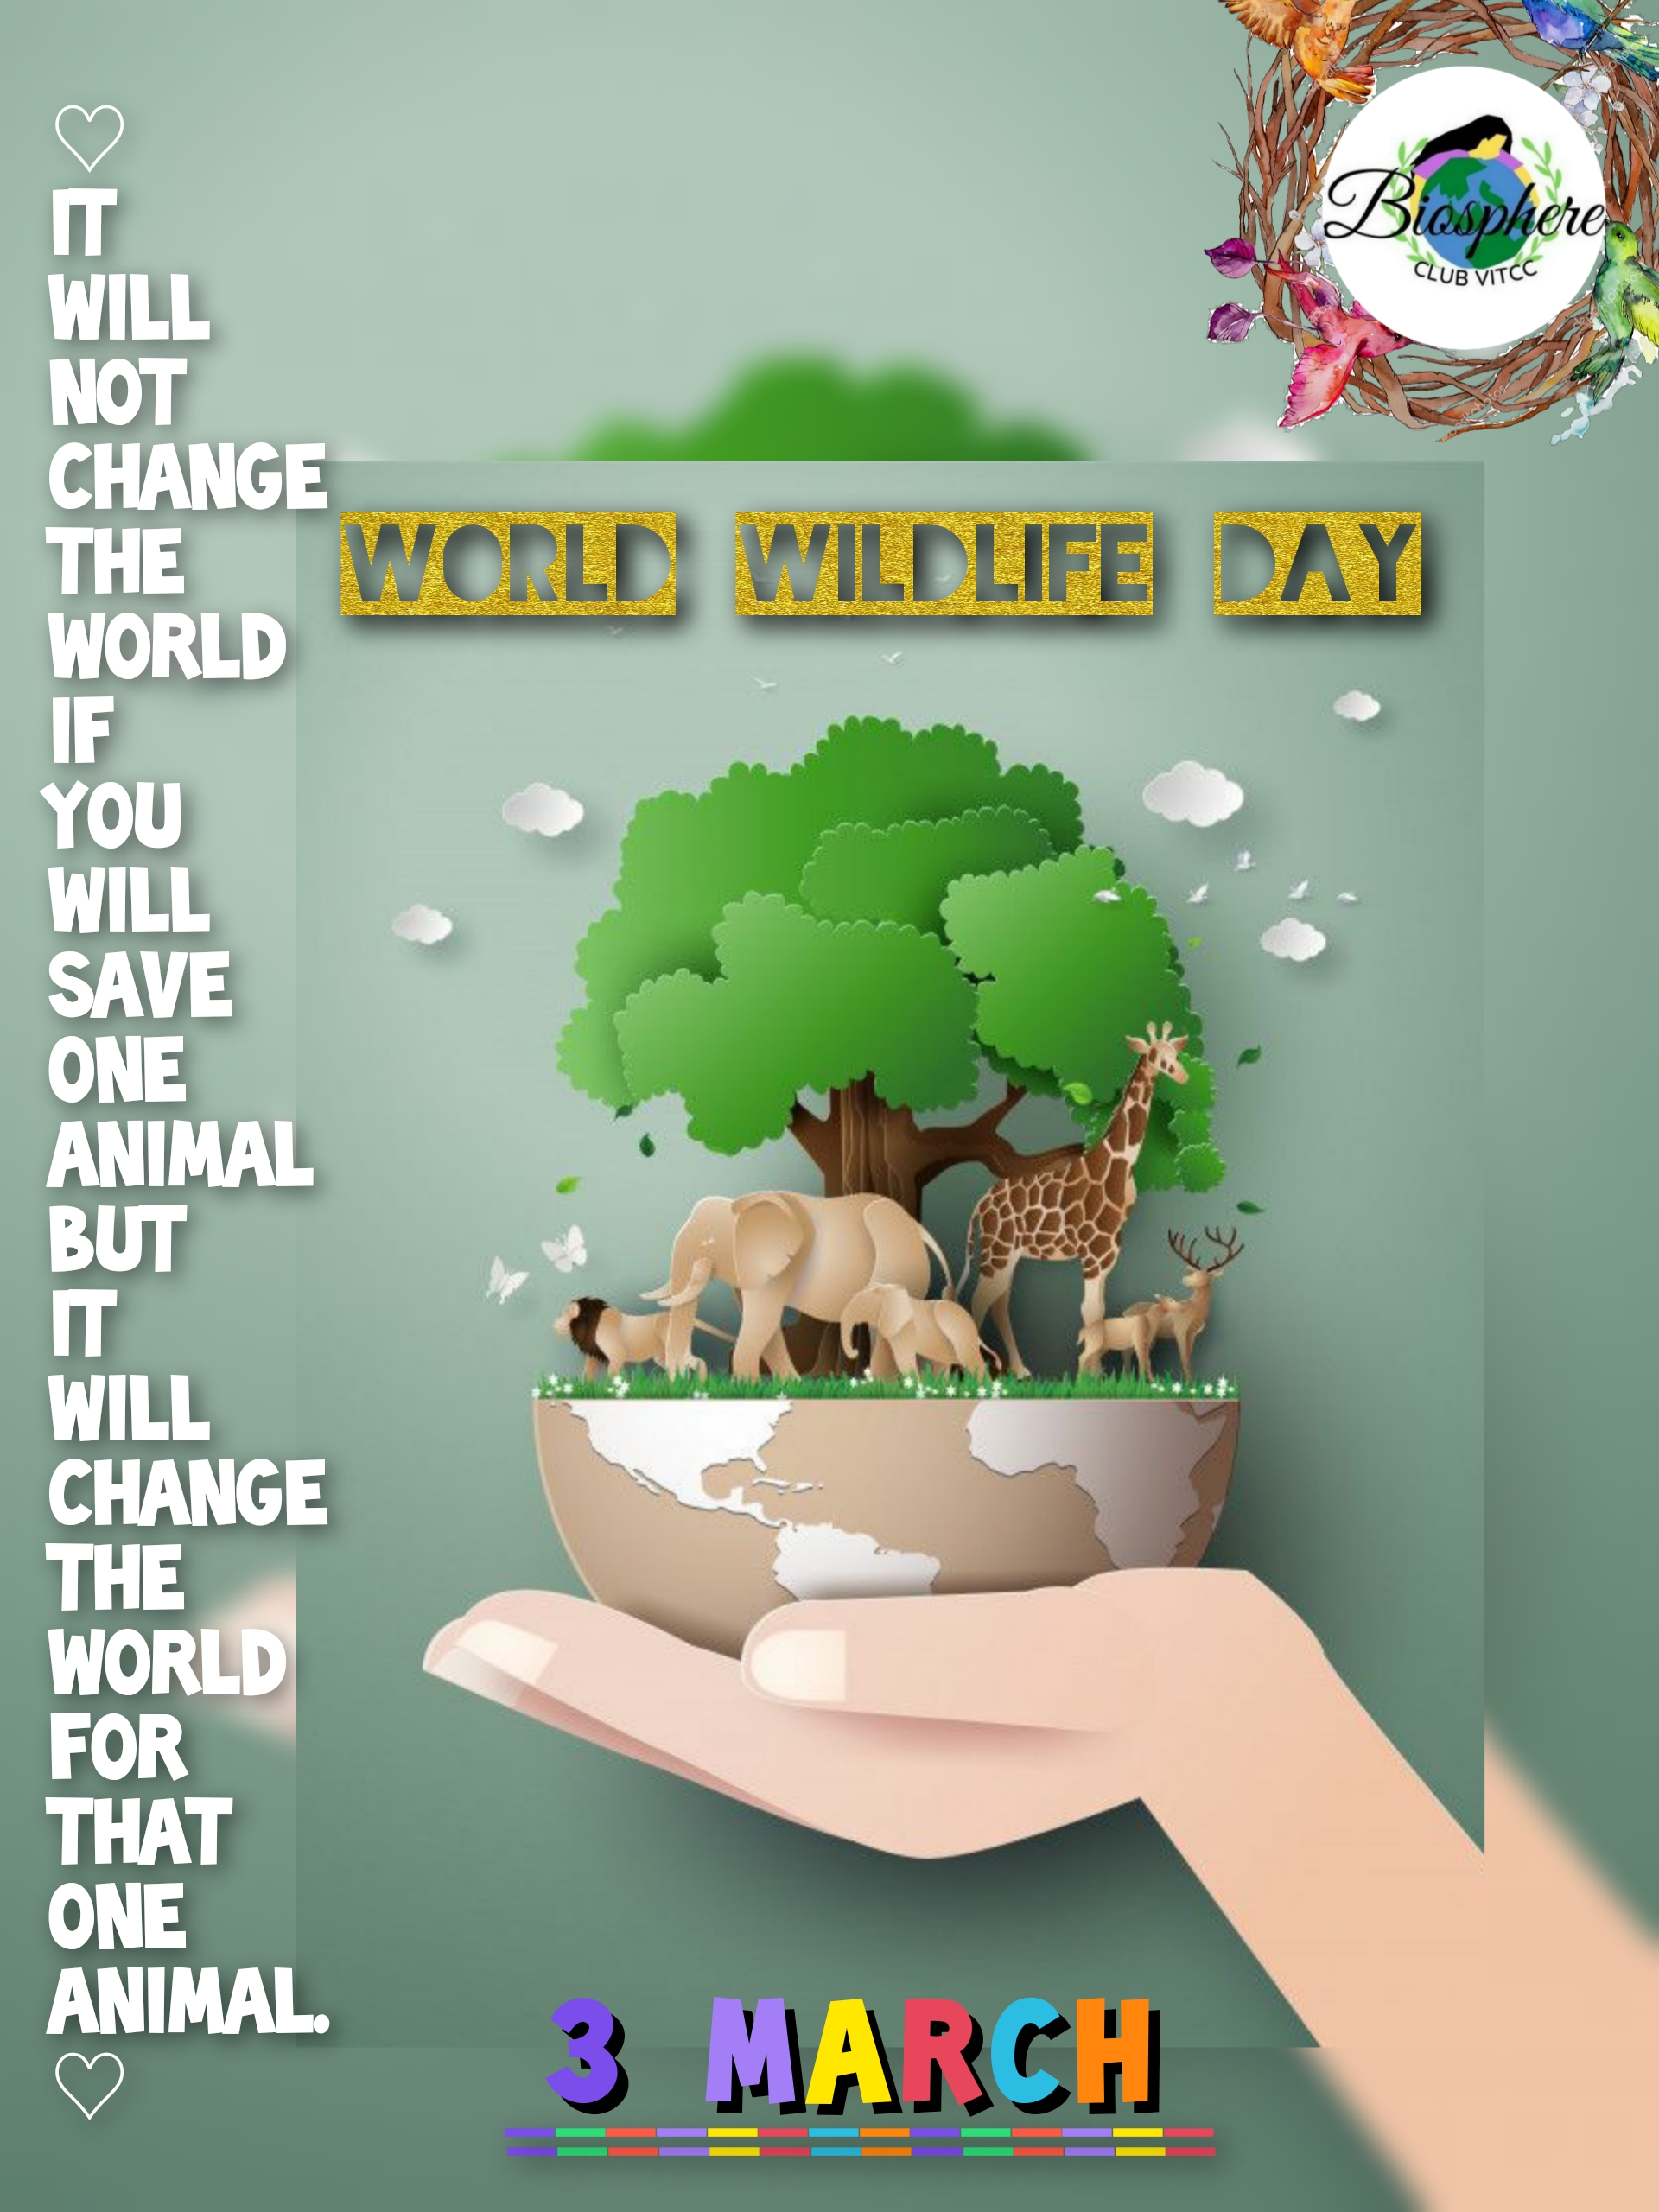 ♡
IT
WILL
NOT
CHANGE
THE
WORLD
IF
YOU
WILL
SAVE
ONE
ANIMAL
BUT
IT
WILL
CHANGE
THE
WORLD
FOR
THAT
ONE
ANIMAL.
♡
Biosphere
CLUB VITCC
WORLD WILDLIFE DAY
3 MARCH